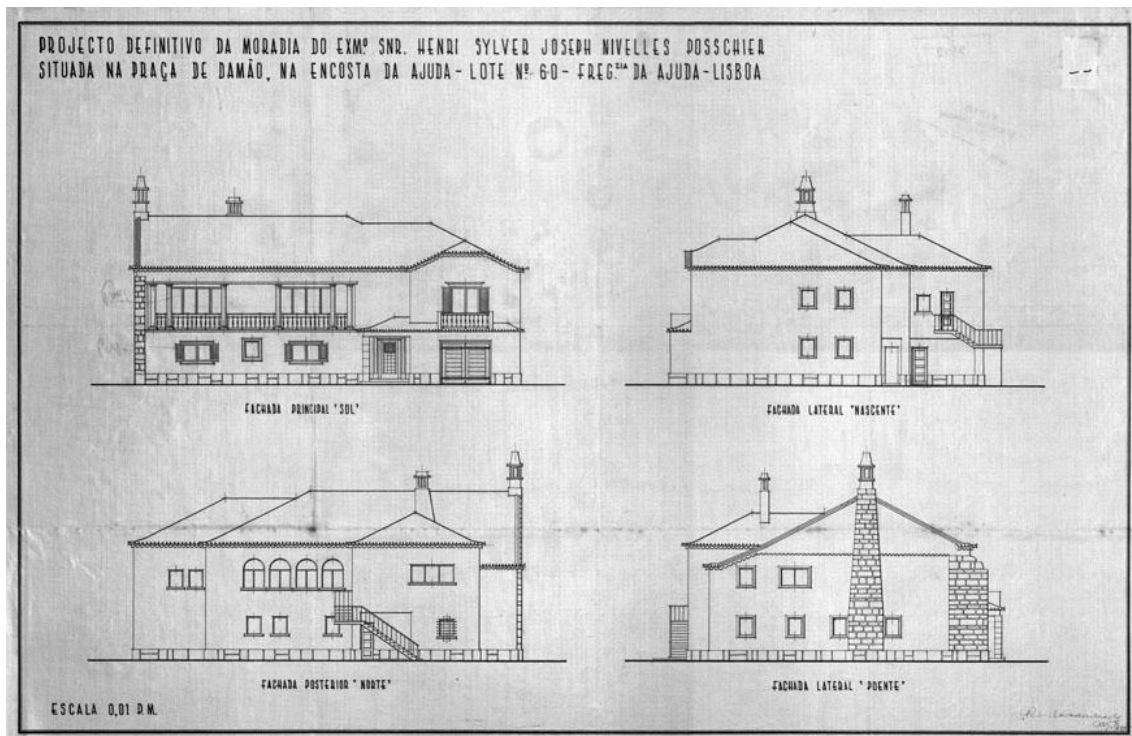 PROJECTO DEFINITIVO DA MORADIA DO EXMº SNR. HENRI SYLVER JOSEPH NIVELLES POSSCHIER
SITUADA NA PRAÇA DE DAMÃO, NA ENCOSTA DA AJUDA - LOTE Nº 60 - FREG.SIA DA AJUDA - LISBOA
FACHADA PRINCIPAL "SUL"
FACHADA LATERAL "NASCENTE"
FACHADA POSTERIOR "NORTE"
FACHADA LATERAL "POENTE"
ESCALA 0,01 P.M.